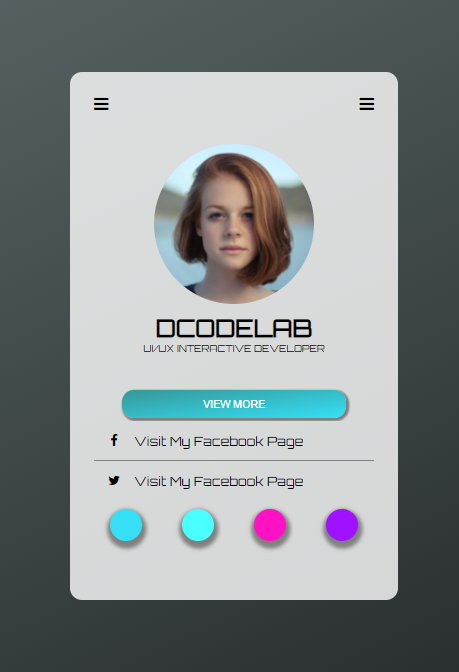 DCODELAB
UI/UX INTERACTIVE DEVELOPER
VIEW MORE
Visit My Facebook Page
Visit My Facebook Page